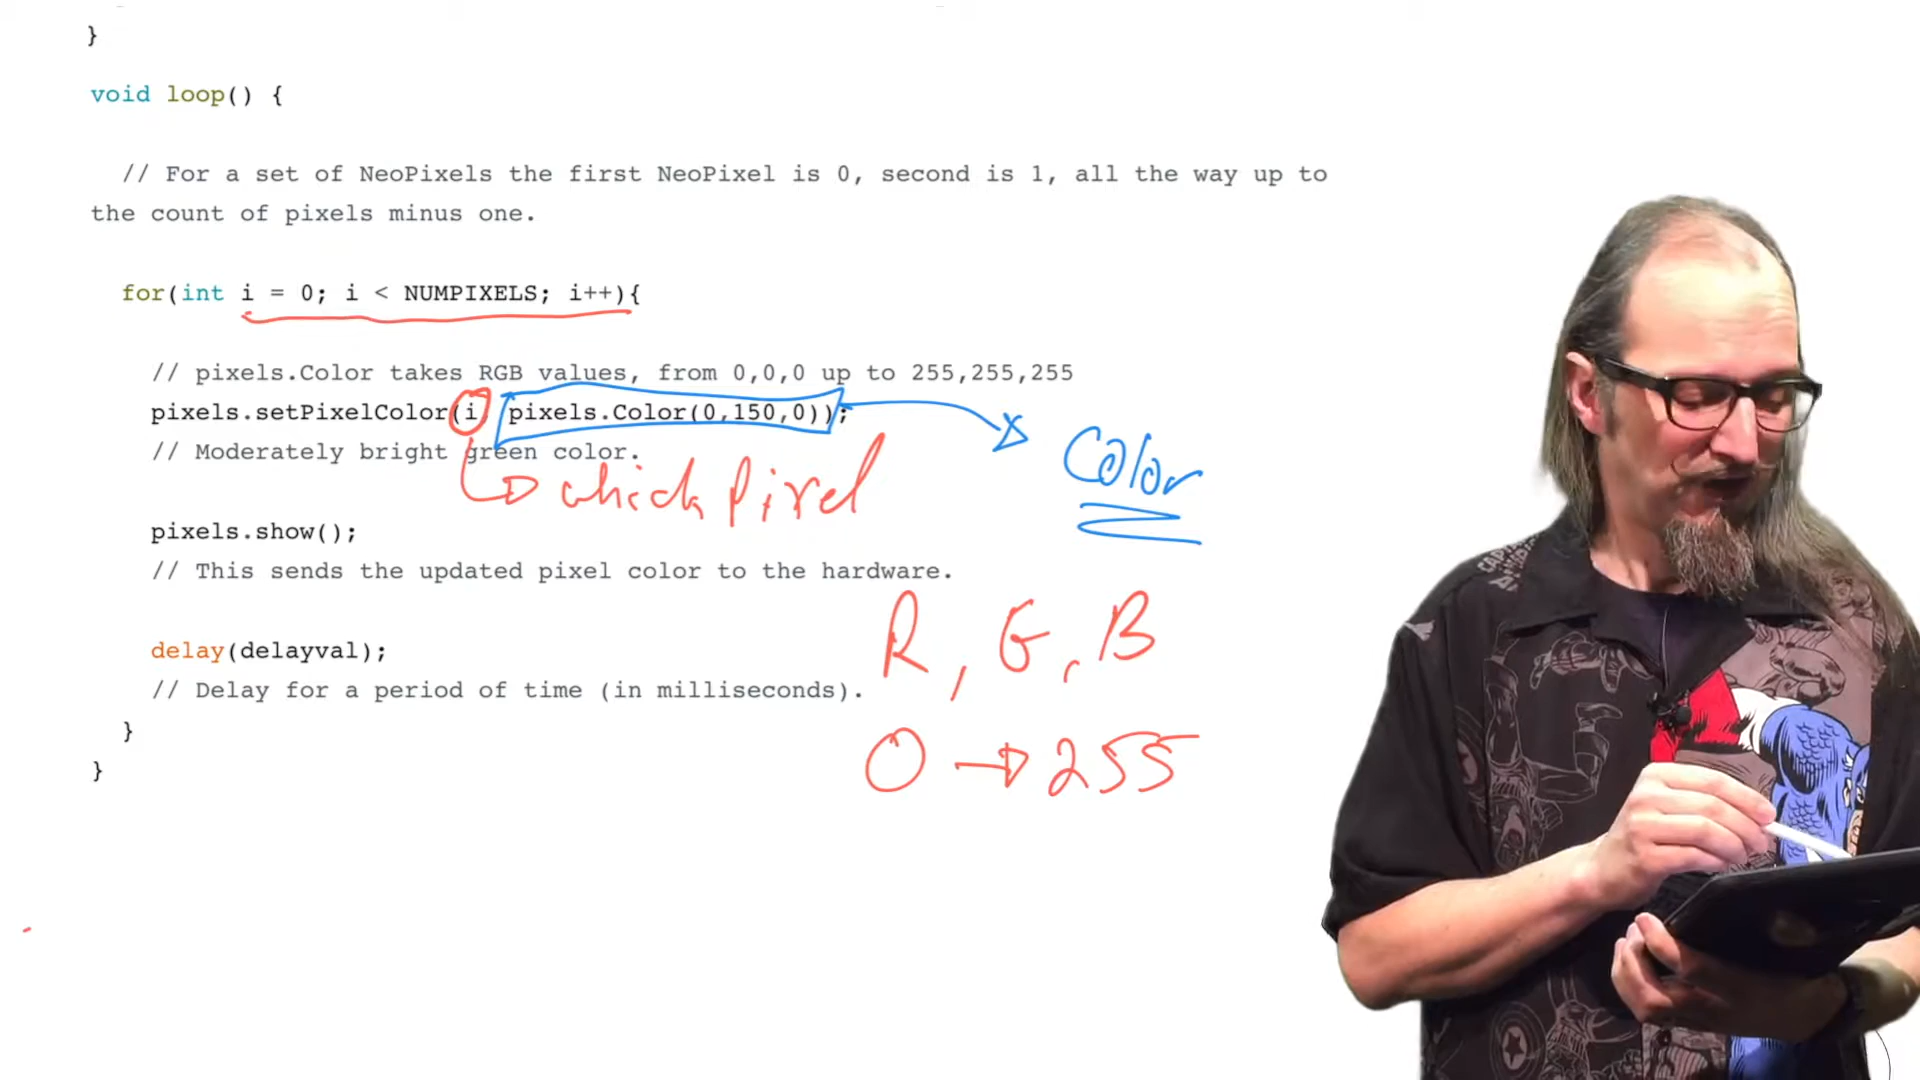 }
void loop() {
// For a set of NeoPixels the first NeoPixel is 0, second is 1, all the way up to
the count of pixels minus one.
for(int i = 0; i < NUMPIXELS; i++){
// pixels.Color takes RGB values, from 0,0,0 up to 255,255,255
pixels.setPixelColor(i pixels.Color(0,150,0));
// Moderately bright green color.
Color
which pixel
pixels.show();
// This sends the updated pixel color to the hardware.
R, G, B
delay(delayval);
// Delay for a period of time (in milliseconds).
}
0 → 255
}